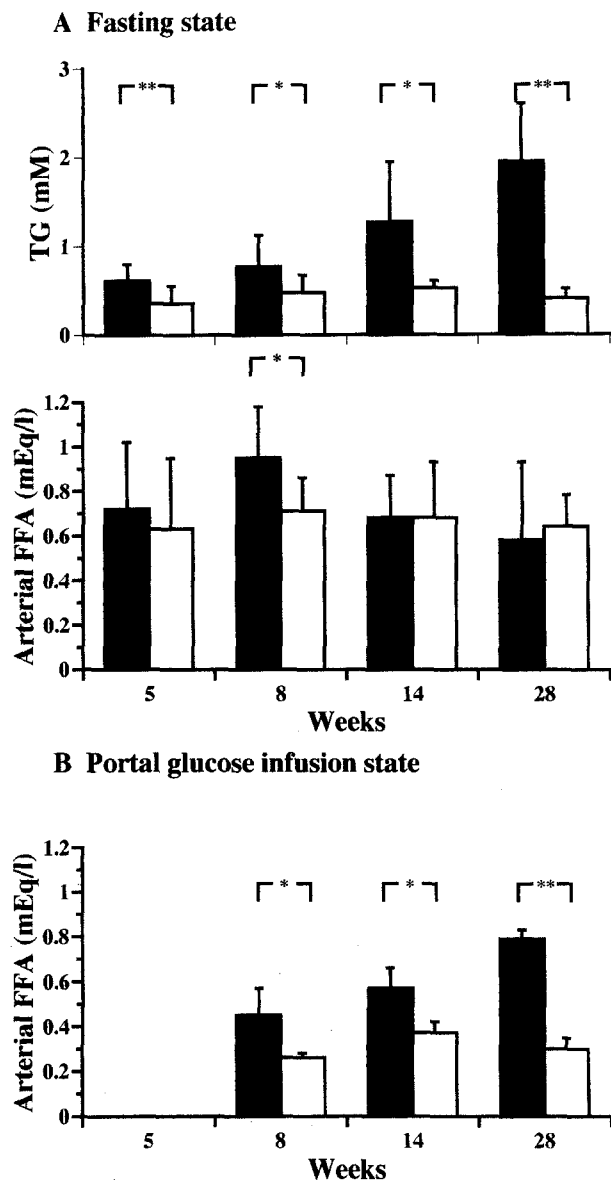 A Fasting state
3
2
1
0
TG (mM)
** * * **
*
1.2
1
0.8
0.6
0.4
0.2
0
Arterial FFA (mEq/l)
5 8 14 28
Weeks
B Portal glucose infusion state
1.2
1
0.8
0.6
0.4
0.2
0
Arterial FFA (mEq/l)
* * **
5 8 14 28
Weeks